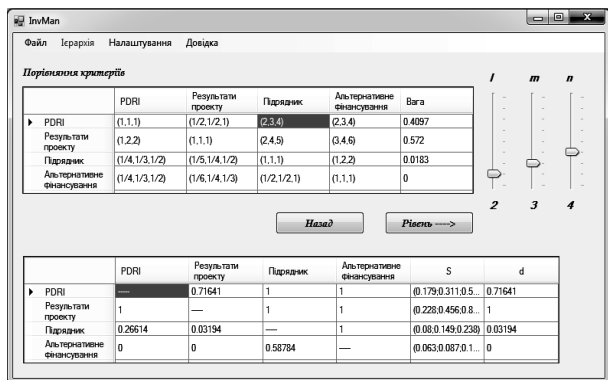 InvMan
Файл Ієрархія Налаштування Довідка
Порівняння критеріїв
l m n
PDRI Результати проекту Підрядник Альтернативне фінансування Вага
PDRI (1,1,1) (1/2,1/2,1) (2,3,4) (2,3,4) 0.4097
Результати проекту (1,2,2) (1,1,1) (2,4,5) (3,4,6) 0.572
Підрядник (1/4,1/3,1/2) (1/5,1/4,1/2) (1,1,1) (1,2,2) 0.0183
Альтернативне фінансування (1/4,1/3,1/2) (1/6,1/4,1/3) (1/2,1/2,1) (1,1,1) 0
2 3 4
Назад Рівень ---->
PDRI Результати проекту Підрядник Альтернативне фінансування S d
PDRI ---- 0.71641 1 1 (0.179;0.311;0.5... 0.71641
Результати проекту 1 ---- 1 1 (0.228;0.456;0.8... 1
Підрядник 0.26614 0.03194 ---- 1 (0.08;0.149;0.238) 0.03194
Альтернативне фінансування 0 0 0.58784 ---- (0.063;0.087;0.1... 0